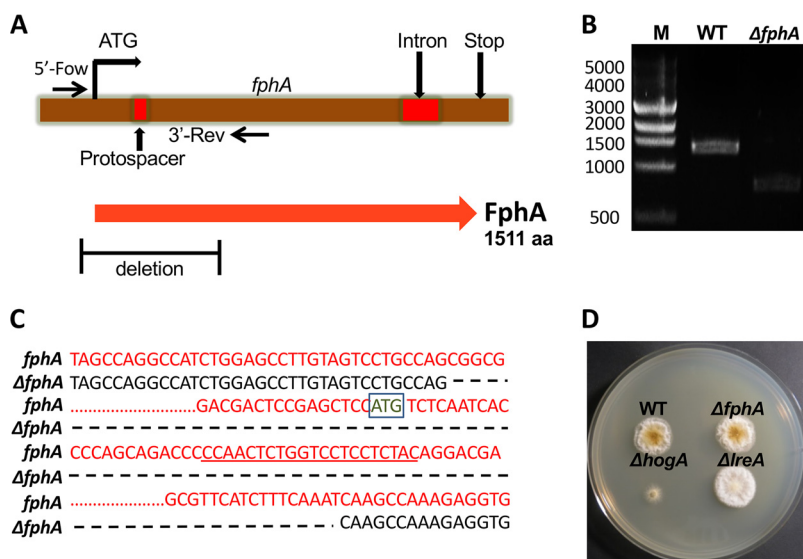 A
ATG
Intron
Stop
5'-Fow
fphA
3'-Rev
Protospacer
FphA
1511 aa
deletion
B
M WT ΔfphA
5000
4000
3000
2000
1500
1000
500
C
fphA TAGCCAGGCCATCTGGAGCCTTGTAGTCCTGCCAGCGGCG
ΔfphA TAGCCAGGCCATCTGGAGCCTTGTAGTCCTGCCAG -----
fphA ............................GACGACTCCGAGCTCCATG TCTCAATCAC
ΔfphA
fphA CCCAGCAGACCCCCAACTCTGGTCCTCCTCTACAGGACGA
ΔfphA
fphA .....................GCGTTCATCTTTCAAATCAAGCCAAAGAGGTG
ΔfphA CAAGCCAAAGAGGTG
D
WT ΔfphA
ΔhogA ΔlreA